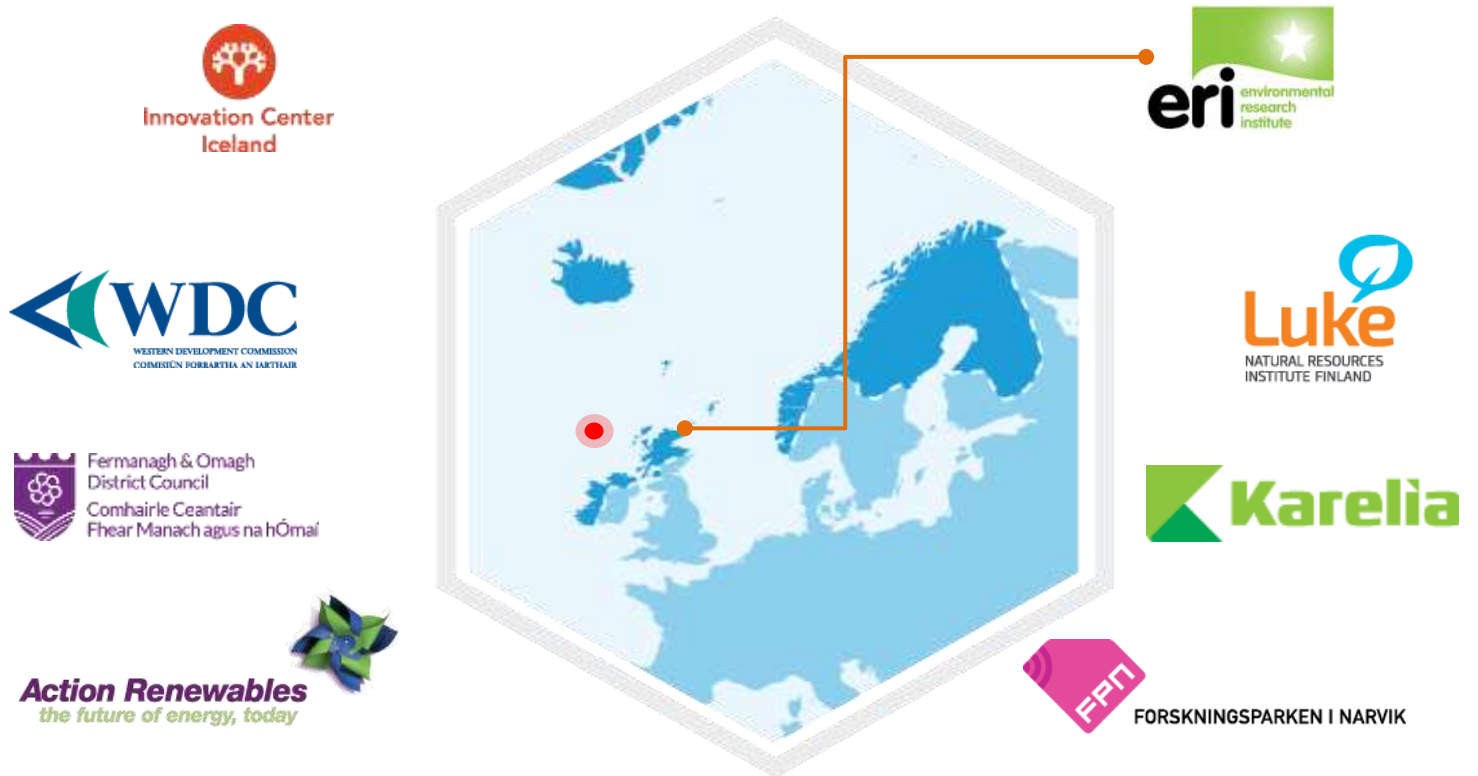 Innovation Center
Iceland
WDC
WESTERN DEVELOPMENT COMMISSION
COIMISIÚN FORBARTHA AN IARTHAIR
Fermanagh & Omagh
District Council
Comhairle Ceantair
Fhear Manach agus na hÓmaí
Action Renewables
the future of energy, today
eri environmental
research
institute
Luke
NATURAL RESOURCES
INSTITUTE FINLAND
Karelia
FPN
FORSKNINGSPARKEN I NARVIK